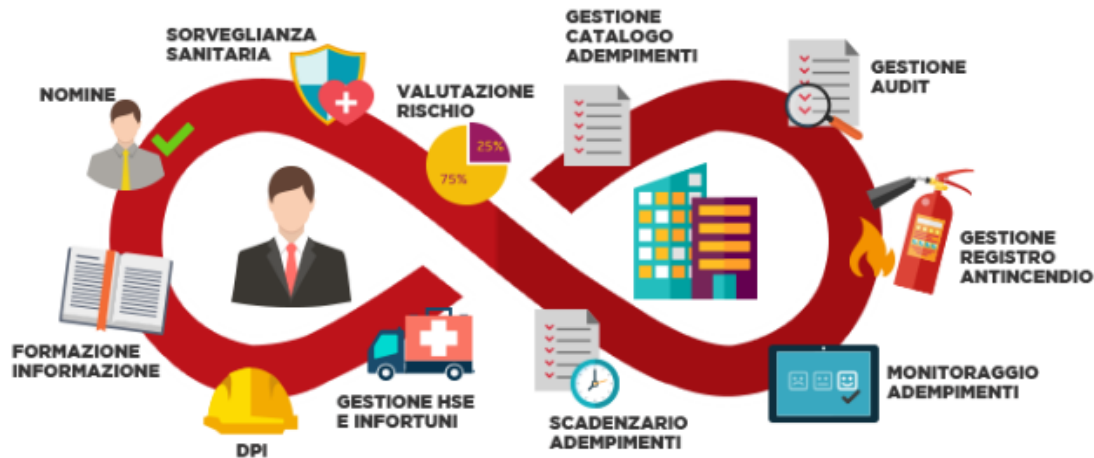 SORVEGLIANZA
SANITARIA
NOMINE
VALUTAZIONE
RISCHIO
25%
75%
FORMAZIONE
INFORMAZIONE
DPI
GESTIONE HSE
E INFORTUNI
GESTIONE
CATALOGO
ADEMPIMENTI
GESTIONE
AUDIT
GESTIONE
REGISTRO
ANTINCENDIO
MONITORAGGIO
ADEMPIMENTI
SCADENZARIO
ADEMPIMENTI